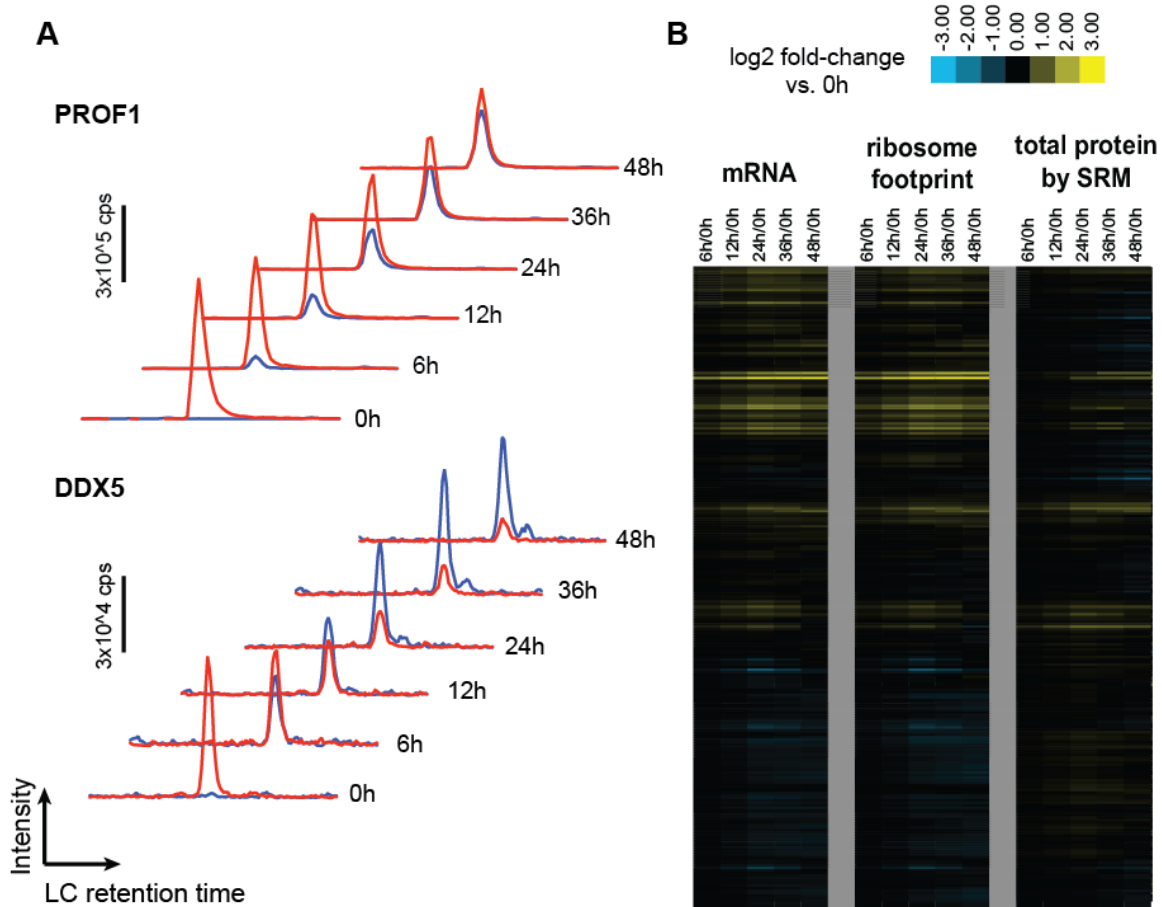 A
PROF1
3x10^5 cps
48h
36h
24h
12h
6h
0h
DDX5
3x10^4 cps
48h
36h
24h
12h
6h
0h
Intensity
LC retention time
B
log2 fold-change
vs. 0h
-3.00
-2.00
-1.00
0.00
1.00
2.00
3.00
mRNA
ribosome
footprint
total protein
by SRM
6h/0h
12h/0h
24h/0h
36h/0h
48h/0h
6h/0h
12h/0h
24h/0h
36h/0h
48h/0h
6h/0h
12h/0h
24h/0h
36h/0h
48h/0h